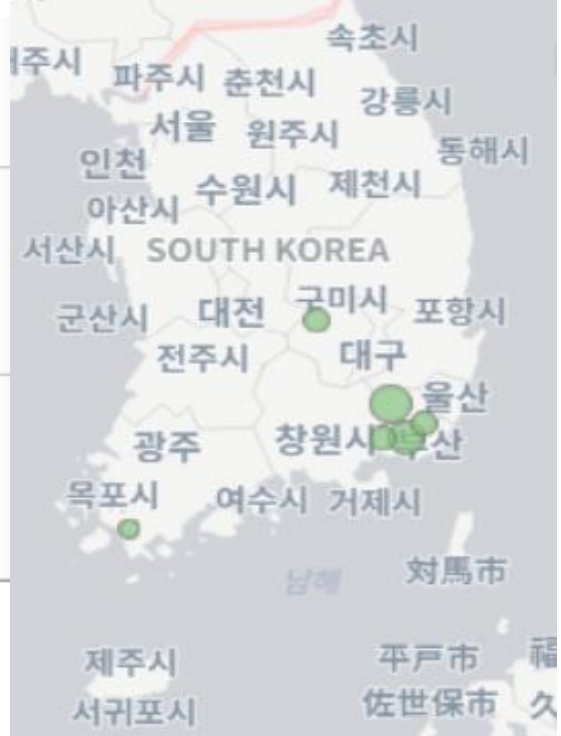 속초시
파주시
춘천시
강릉시
서울
원주시
동해시
인천
수원시
제천시
아산시
서산시
SOUTH KOREA
군산시
대전
구미시
포항시
전주시
대구
울산
광주
창원시
목포시
여수시
거제시
남해
対馬市
제주시
平戸市
서귀포시
佐世保市